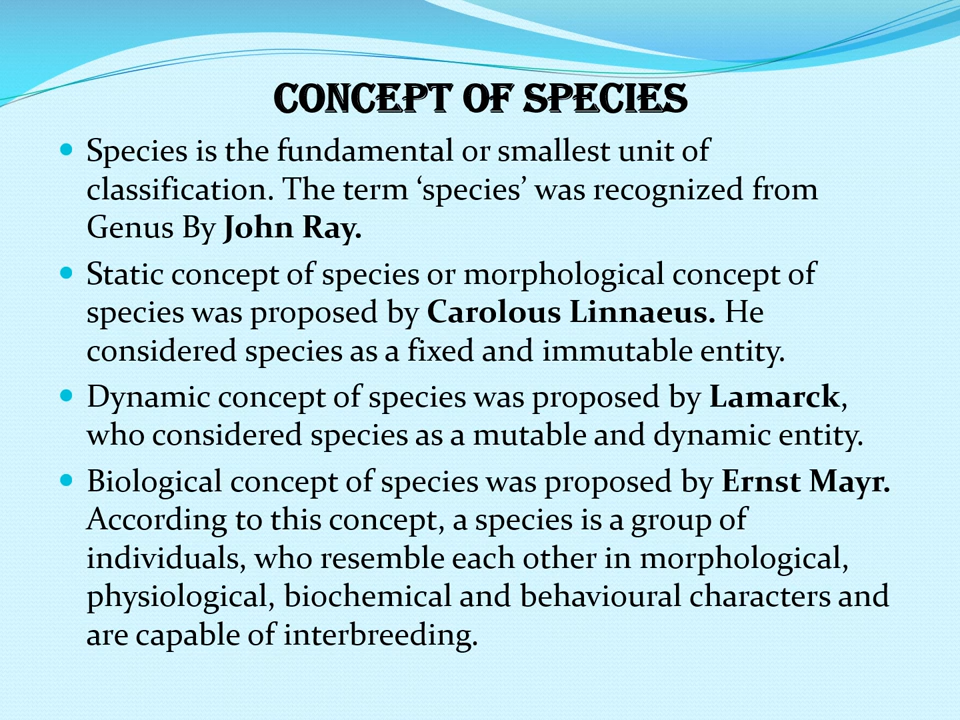 CONCEPT OF SPECIES
• Species is the fundamental or smallest unit of
classification. The term ‘species’ was recognized from
Genus By John Ray.
• Static concept of species or morphological concept of
species was proposed by Carolous Linnaeus. He
considered species as a fixed and immutable entity.
• Dynamic concept of species was proposed by Lamarck,
who considered species as a mutable and dynamic entity.
• Biological concept of species was proposed by Ernst Mayr.
According to this concept, a species is a group of
individuals, who resemble each other in morphological,
physiological, biochemical and behavioural characters and
are capable of interbreeding.